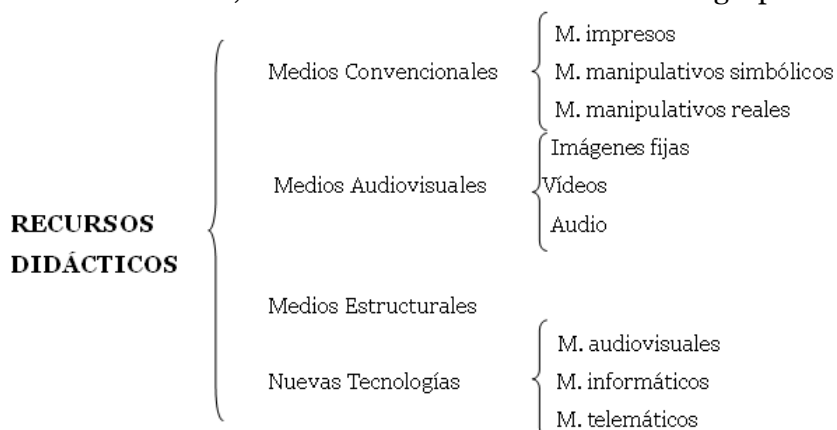 RECURSOS
DIDÁCTICOS
Medios Convencionales
M. impresos
M. manipulativos simbólicos
M. manipulativos reales
Medios Audiovisuales
Imágenes fijas
Vídeos
Audio
Medios Estructurales
Nuevas Tecnologías
M. audiovisuales
M. informáticos
M. telemáticos